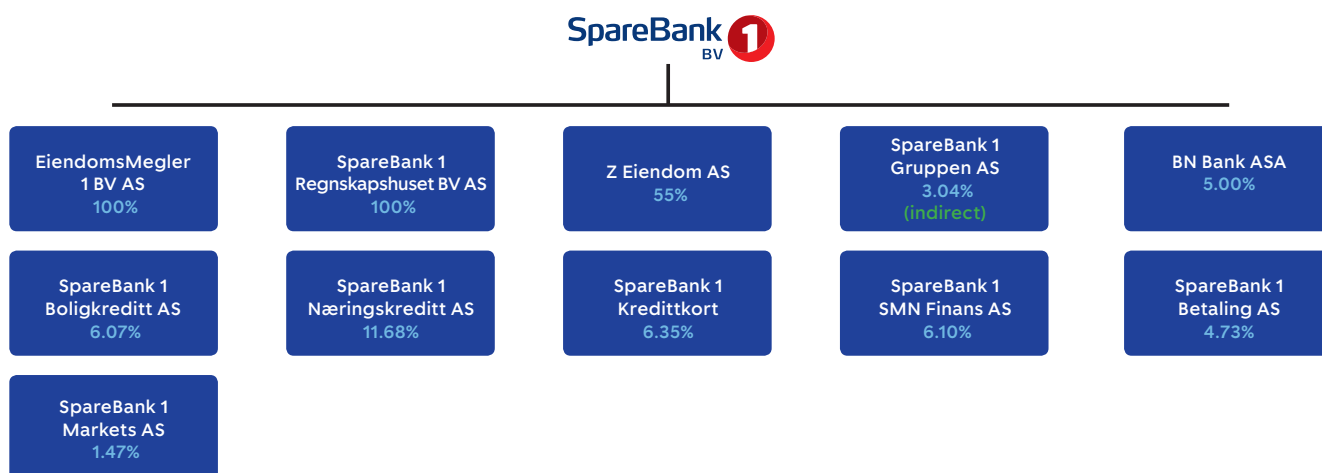 SpareBank 1
BV
EiendomsMegler
1 BV AS
100%
SpareBank 1
Regnskapshuset BV AS
100%
Z Eiendom AS
55%
SpareBank 1
Gruppen AS
3.04%
(indirect)
BN Bank ASA
5.00%
SpareBank 1
Boligkreditt AS
6.07%
SpareBank 1
Næringskreditt AS
11.68%
SpareBank 1
Kredittkort
6.35%
SpareBank 1
SMN Finans AS
6.10%
SpareBank 1
Betaling AS
4.73%
SpareBank 1
Markets AS
1.47%